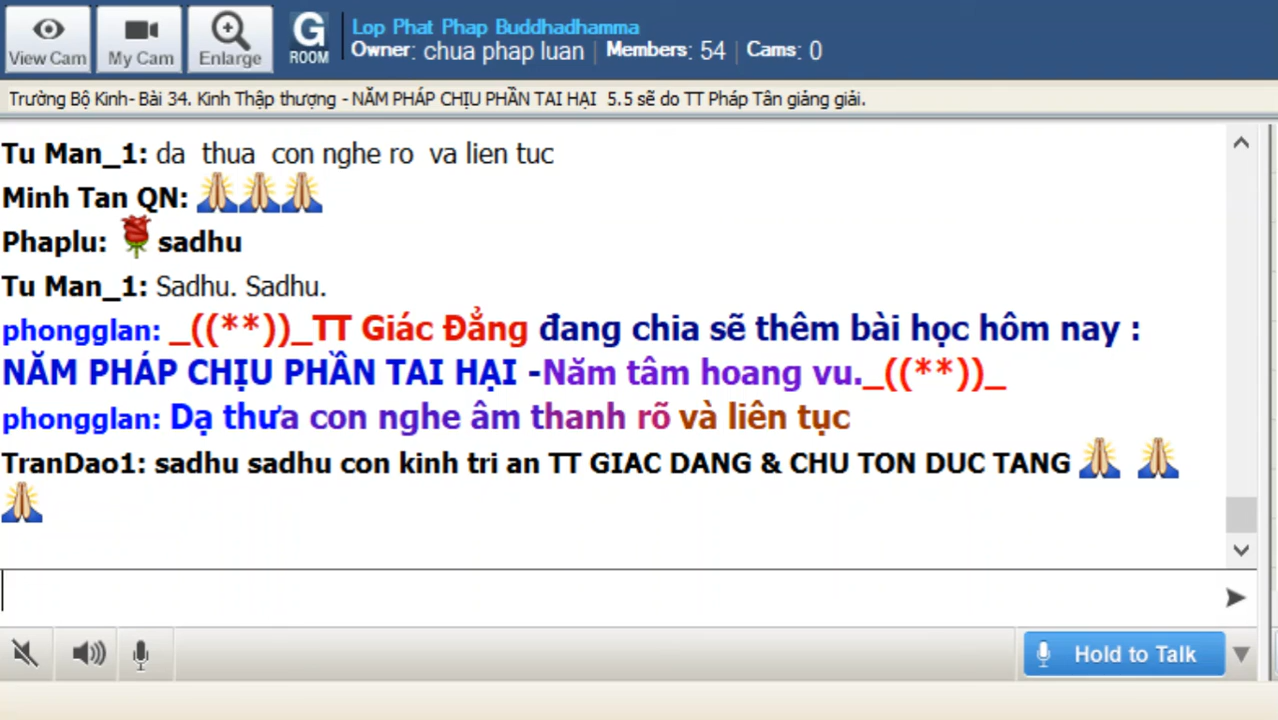 Lop Phat Phap Buddhadhamma
View Cam
My Cam
Enlarge
G ROOM
Owner: chua phap luan | Members: 54 | Cams: 0
Trường Bộ Kinh- Bài 34. Kinh Thập thượng - NĂM PHÁP CHỊU PHẦN TAI HẠI 5.5 sẽ do TT Pháp Tân giảng giải.
Tu Man_1: da thua con nghe ro va lien tuc
Minh Tan QN: 🙏🙏🙏
Phaplu: 🌹sadhu
Tu Man_1: Sadhu. Sadhu.
phongglan: _((**))_TT Giác Đẳng đang chia sẽ thêm bài học hôm nay :
NĂM PHÁP CHỊU PHẦN TAI HẠI -Năm tâm hoang vu._((**))_
phongglan: Dạ thưa con nghe âm thanh rõ và liên tục
TranDao1: sadhu sadhu con kinh tri an TT GIAC DANG & CHU TON DUC TANG 🙏 🙏
🙏
Hold to Talk